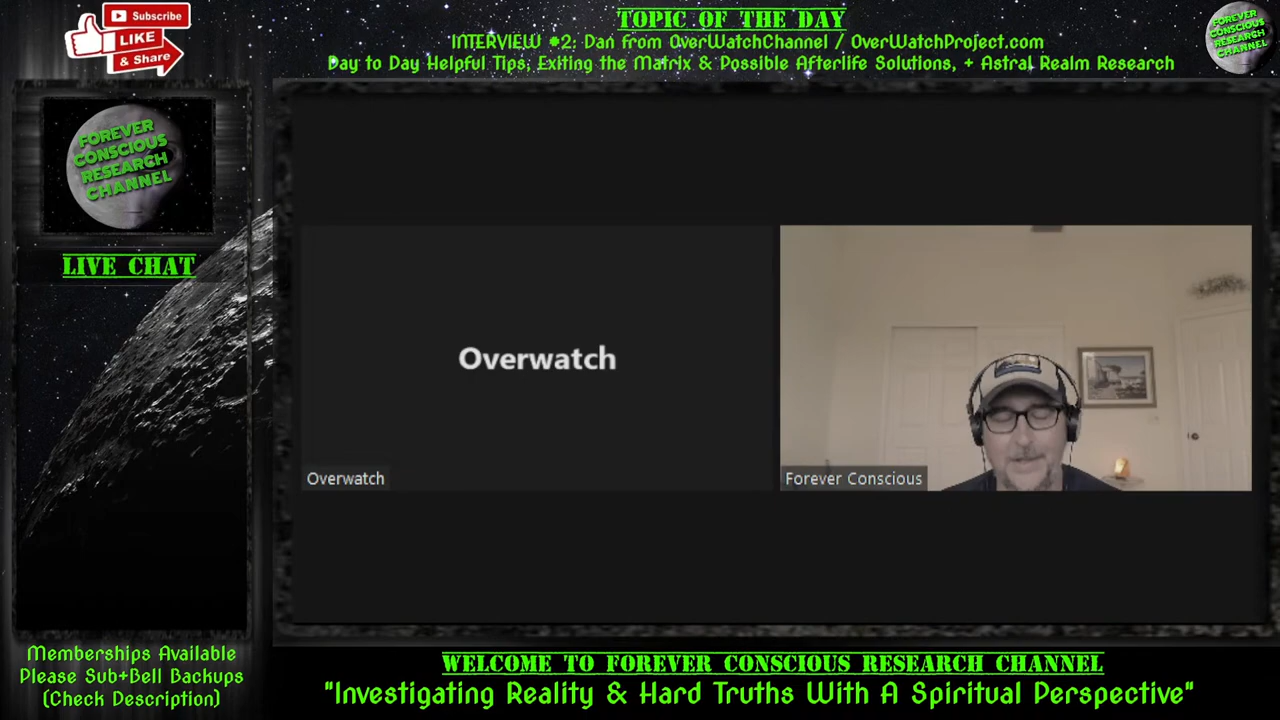 Subscribe
LIKE
& Share
TOPIC OF THE DAY
INTERVIEW #2: Dan from OverWatchChannel / OverWatchProject.com
Day to Day Helpful Tips, Exiting the Matrix & Possible Afterlife Solutions, + Astral Realm Research
FOREVER
CONSCIOUS
RESEARCH
CHANNEL
FOREVER
CONSCIOUS
RESEARCH
CHANNEL
LIVE CHAT
Overwatch
Overwatch
Forever Conscious
Memberships Available
Please Sub+Bell Backups
(Check Description)
WELCOME TO FOREVER CONSCIOUS RESEARCH CHANNEL
"Investigating Reality & Hard Truths With A Spiritual Perspective"